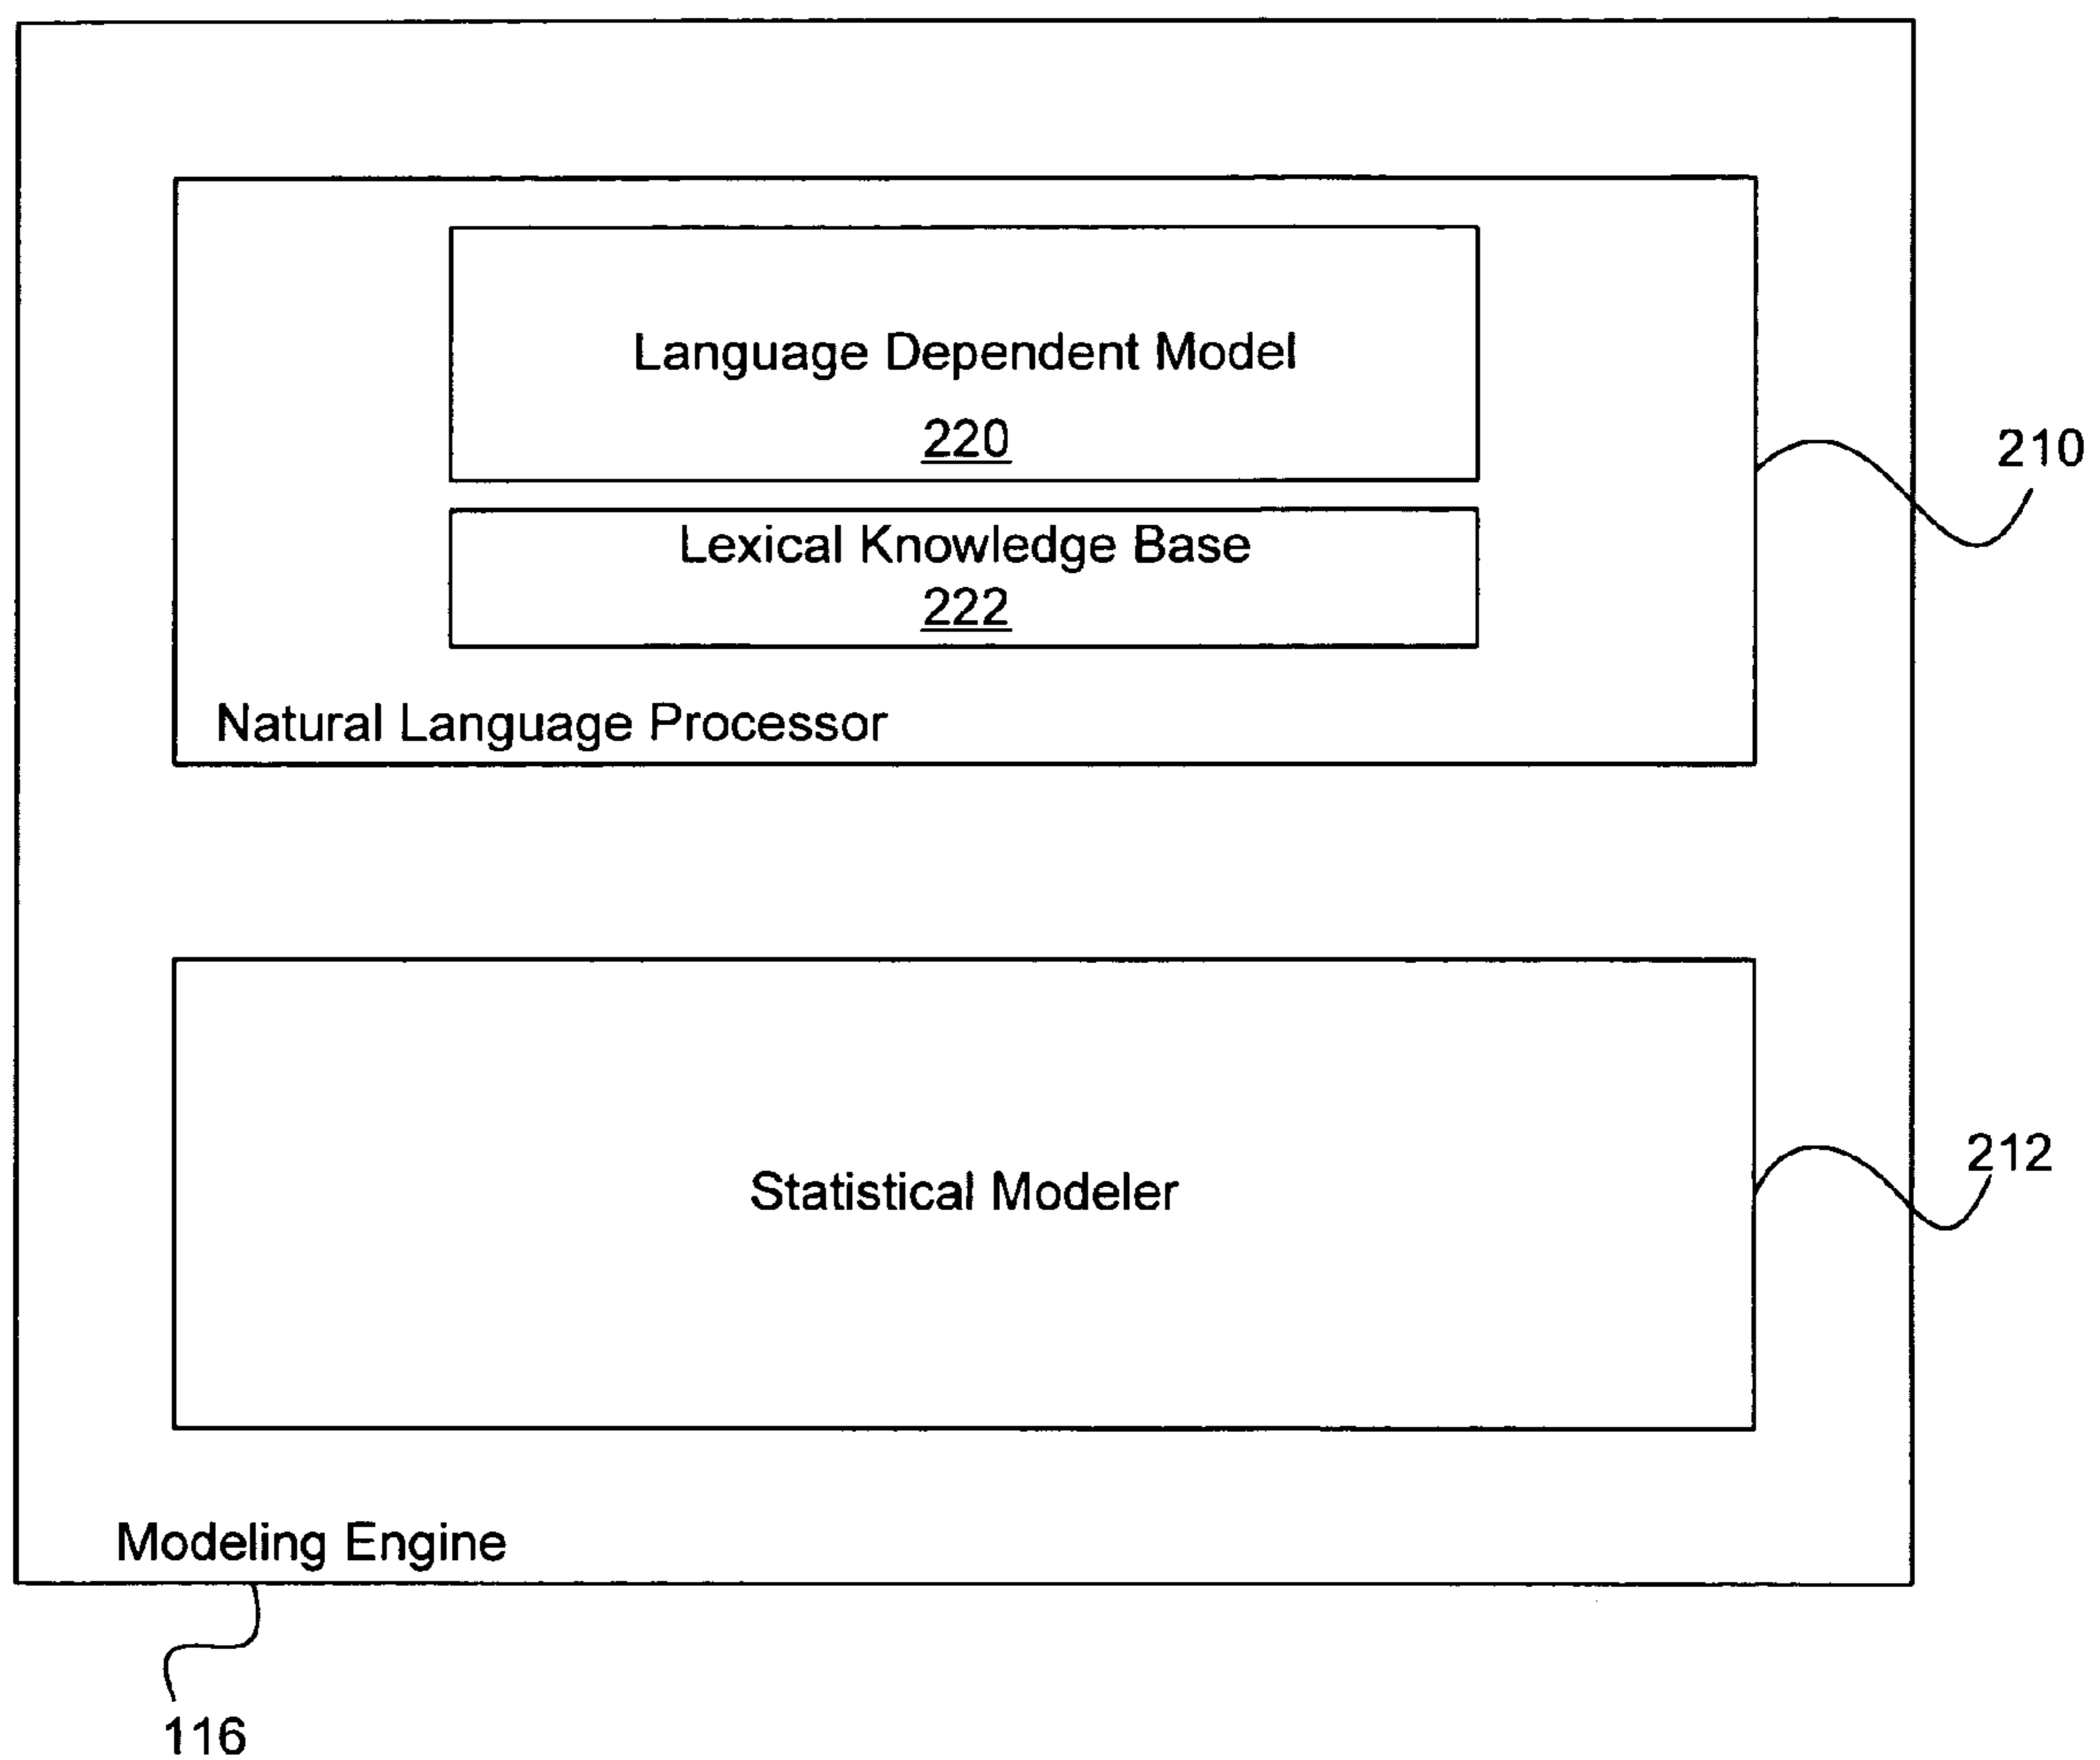 Language Dependent Model
220
210
Lexical Knowledge Base
222
Natural Language Processor
Statistical Modeler
212
Modeling Engine
116